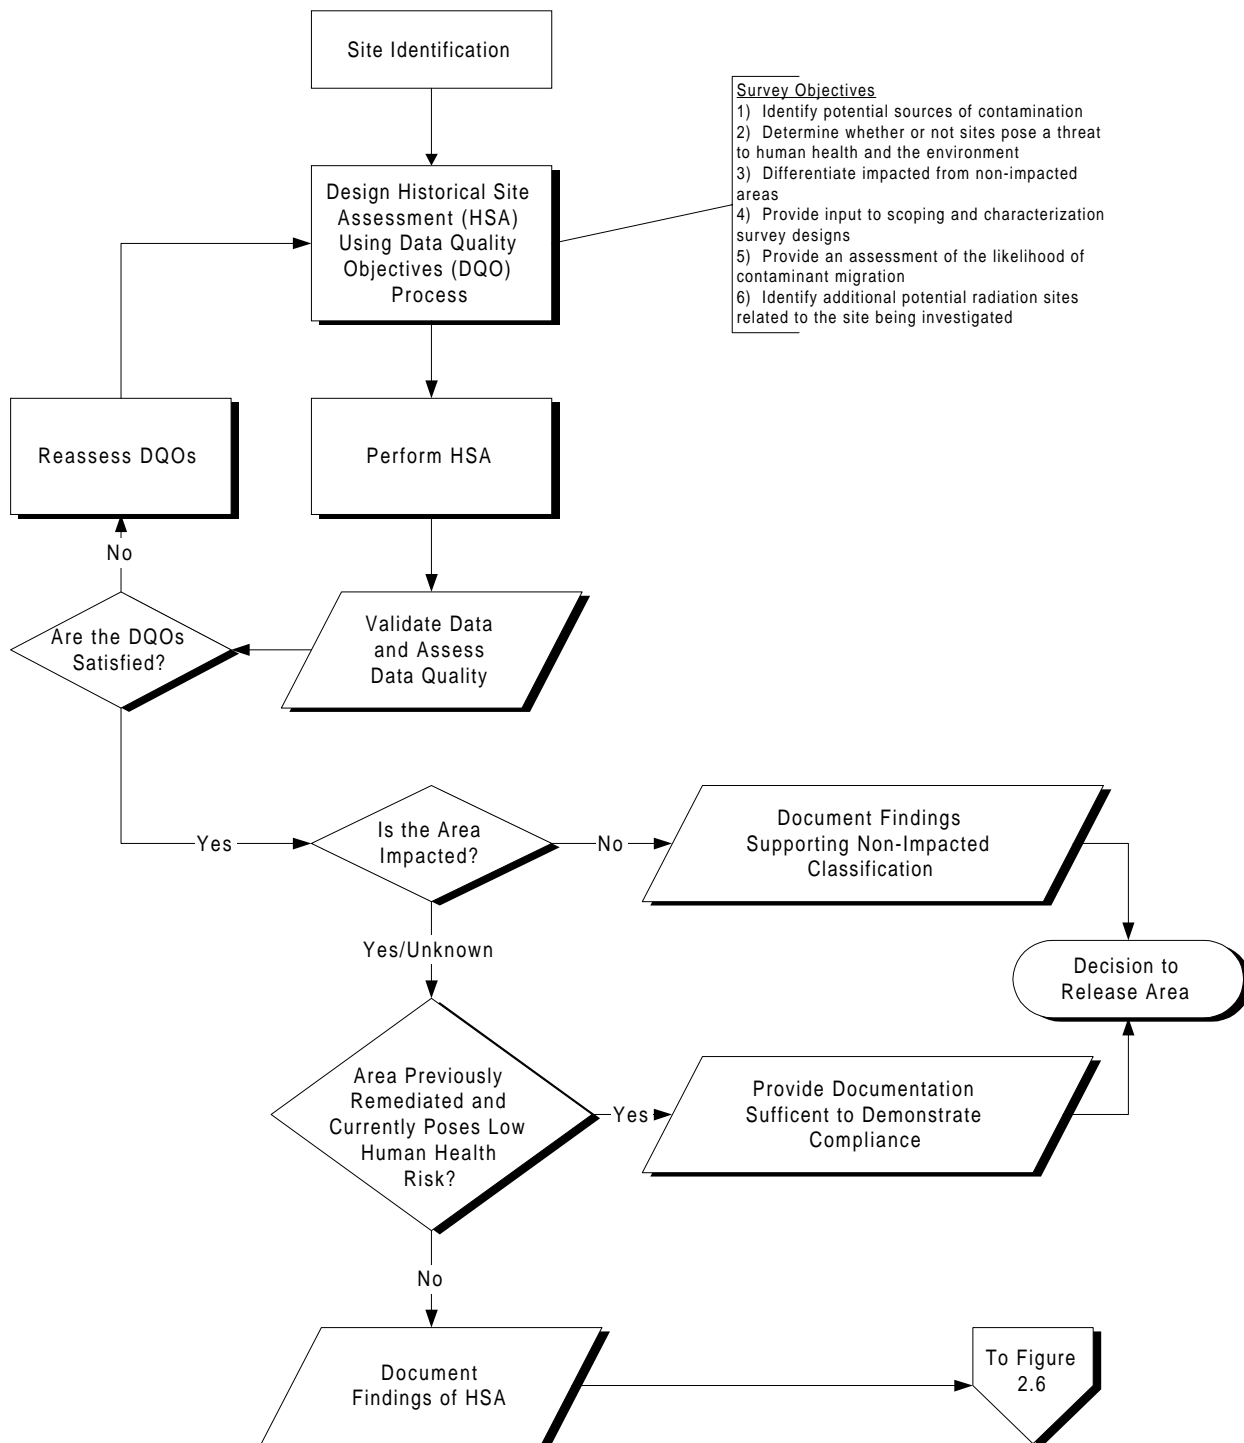 Site Identification
Survey Objectives
1) Identify potential sources of contamination
2) Determine whether or not sites pose a threat
to human health and the environment
3) Differentiate impacted from non-impacted
areas
4) Provide input to scoping and characterization
survey designs
5) Provide an assessment of the likelihood of
contaminant migration
6) Identify additional potential radiation sites
related to the site being investigated
Design Historical Site
Assessment (HSA)
Using Data Quality
Objectives (DQO)
Process
Reassess DQOs
Perform HSA
No
Are the DQOs
Satisfied?
Validate Data
and Assess
Data Quality
Yes
Is the Area
Impacted?
No
Document Findings
Supporting Non-Impacted
Classification
Yes/Unknown
Decision to
Release Area
Area Previously
Remediated and
Currently Poses Low
Human Health
Risk?
Yes
Provide Documentation
Sufficent to Demonstrate
Compliance
No
Document
Findings of HSA
To Figure
2.6